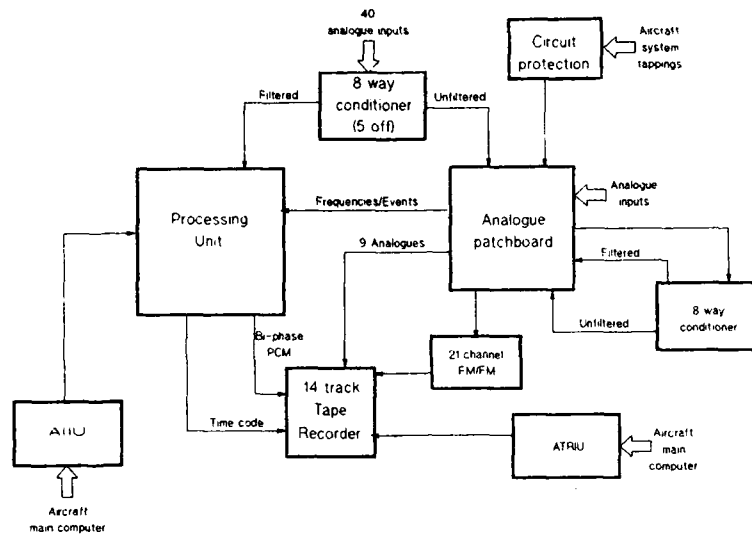 40
analogue inputs
8 way
conditioner
(5 off)
Filtered
Unfiltered
Circuit
protection
Aircraft
system
tappings
Processing
Unit
Frequencies/Events
Analogue
patchboard
Analogue
inputs
9 Analogues
Filtered
Unfiltered
8 way
conditioner
Bi-phase
PCM
21 channel
FM/FM
14 track
Tape
Recorder
Time code
ATRIU
Aircraft
main
computer
Aircraft
main computer